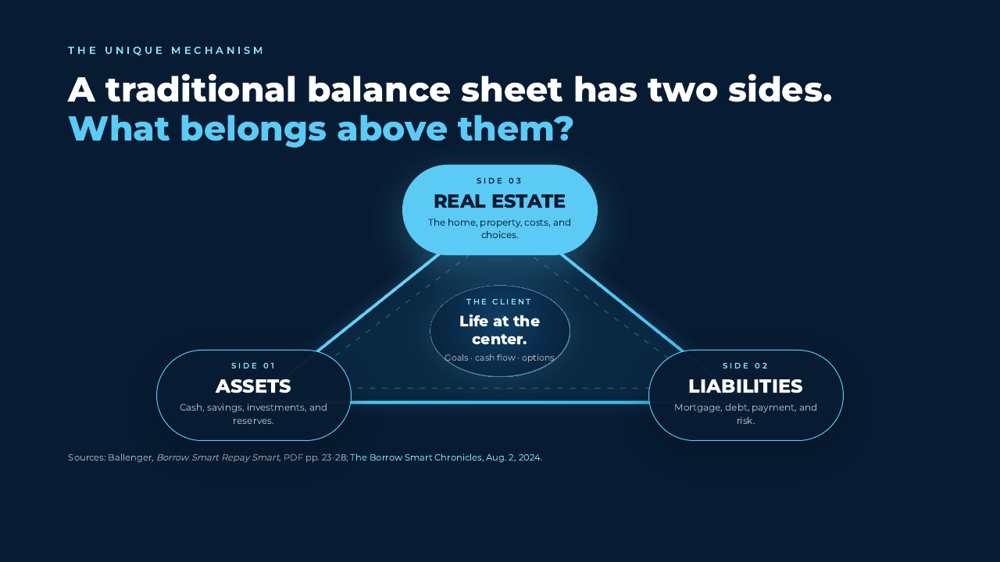 THE UNIQUE MECHANISM
A traditional balance sheet has two sides.
What belongs above them?
SIDE 03
REAL ESTATE
The home, property, costs, and
choices.
THE CLIENT
Life at the
center.
Goals · cash flow · options
SIDE 01
ASSETS
Cash, savings, investments, and
reserves.
SIDE 02
LIABILITIES
Mortgage, debt, payment, and
risk.
Sources: Ballenger, Borrow Smart Repay Smart, PDF pp. 23-28; The Borrow Smart Chronicles, Aug. 2, 2024.